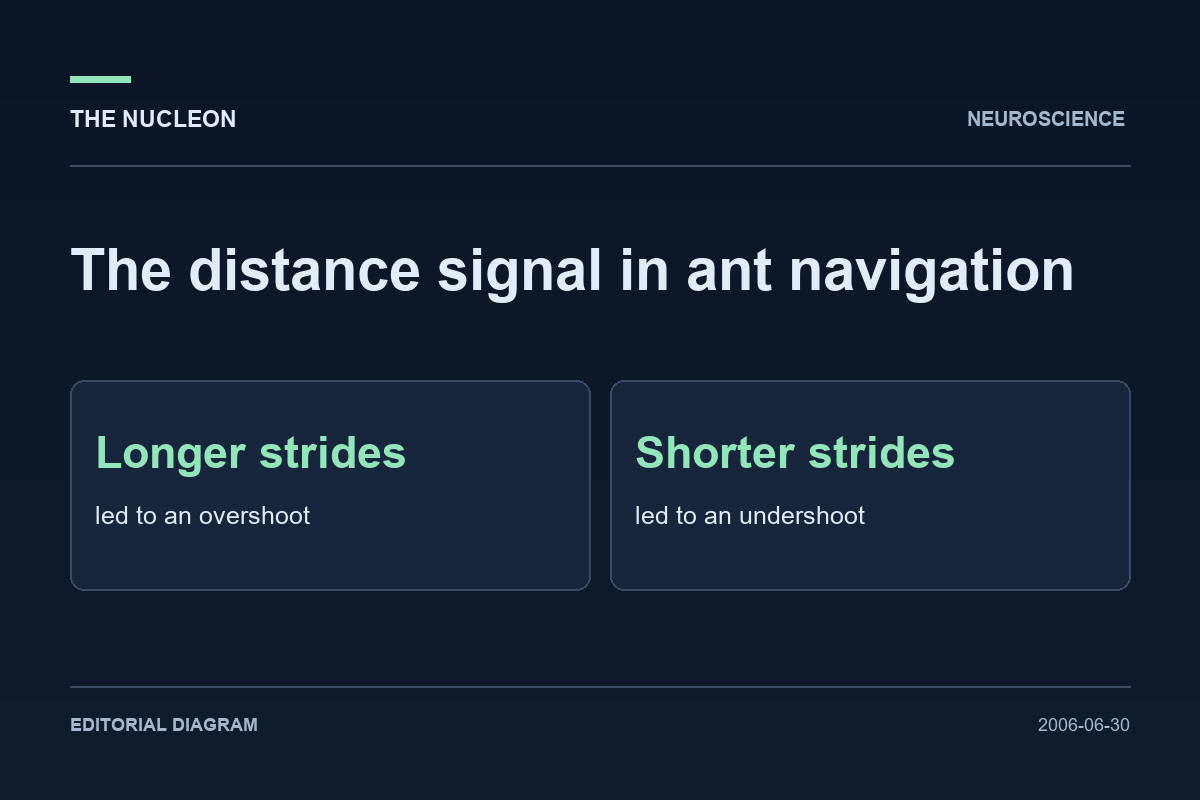 THE NUCLEON
NEUROSCIENCE
The distance signal in ant navigation
Longer strides
led to an overshoot
Shorter strides
led to an undershoot
EDITORIAL DIAGRAM
2006-06-30